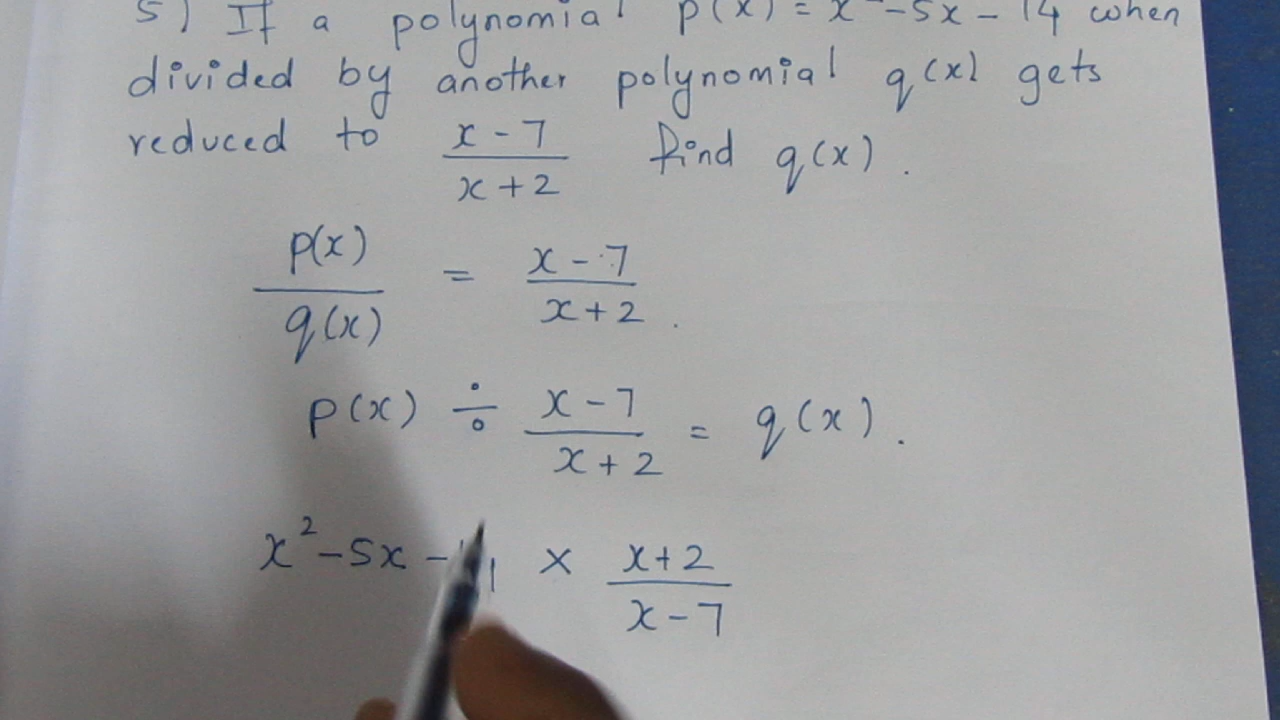 5) If a polynomial p(x) = x² - 5x - 14 when
divided by another polynomial q(x) gets
reduced to (x - 7)/(x + 2) find q(x).
p(x)/q(x) = (x - 7)/(x + 2).
p(x) ÷ (x - 7)/(x + 2) = q(x).
x² - 5x - 14 × (x + 2)/(x - 7)